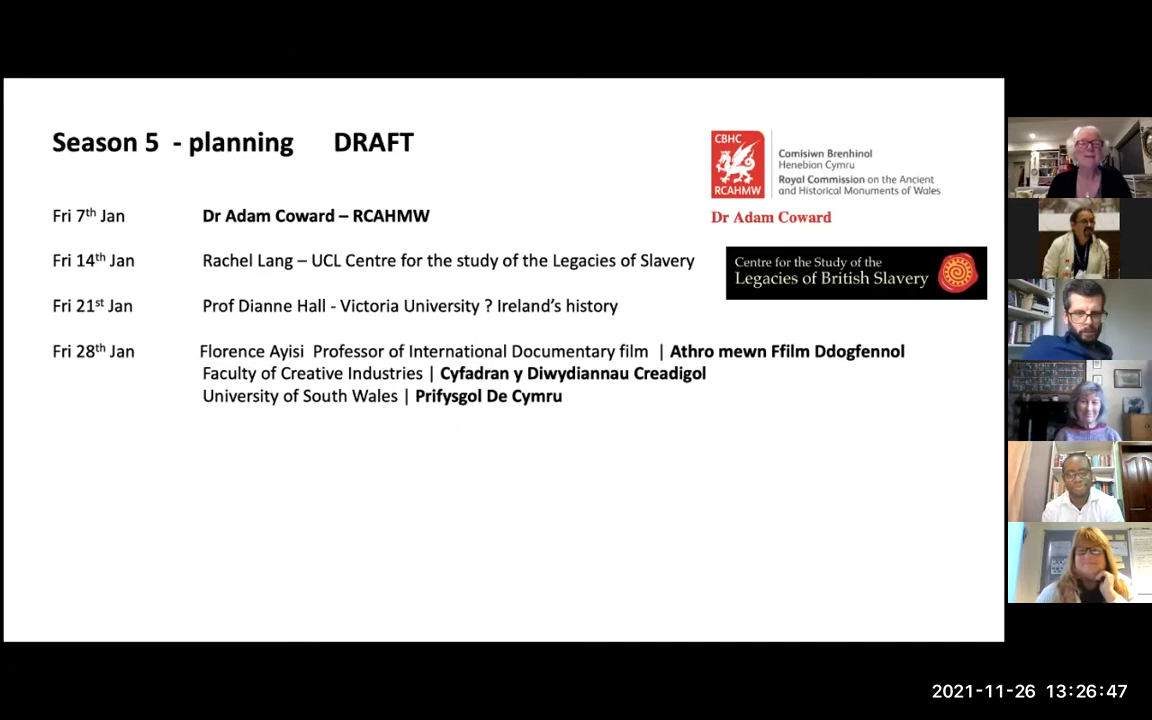 Season 5 - planning DRAFT
CBHC
RCAHMW
Comisiwn Brenhinol
Henebion Cymru
Royal Commission on the Ancient
and Historical Monuments of Wales
Fri 7th Jan Dr Adam Coward – RCAHMW
Dr Adam Coward
Fri 14th Jan Rachel Lang – UCL Centre for the study of the Legacies of Slavery
Centre for the Study of the
Legacies of British Slavery
Fri 21st Jan Prof Dianne Hall - Victoria University ? Ireland's history
Fri 28th Jan Florence Ayisi Professor of International Documentary film | Athro mewn Ffilm Ddogfennol
Faculty of Creative Industries | Cyfadran y Diwydiannau Creadigol
University of South Wales | Prifysgol De Cymru
2021-11-26 13:26:47